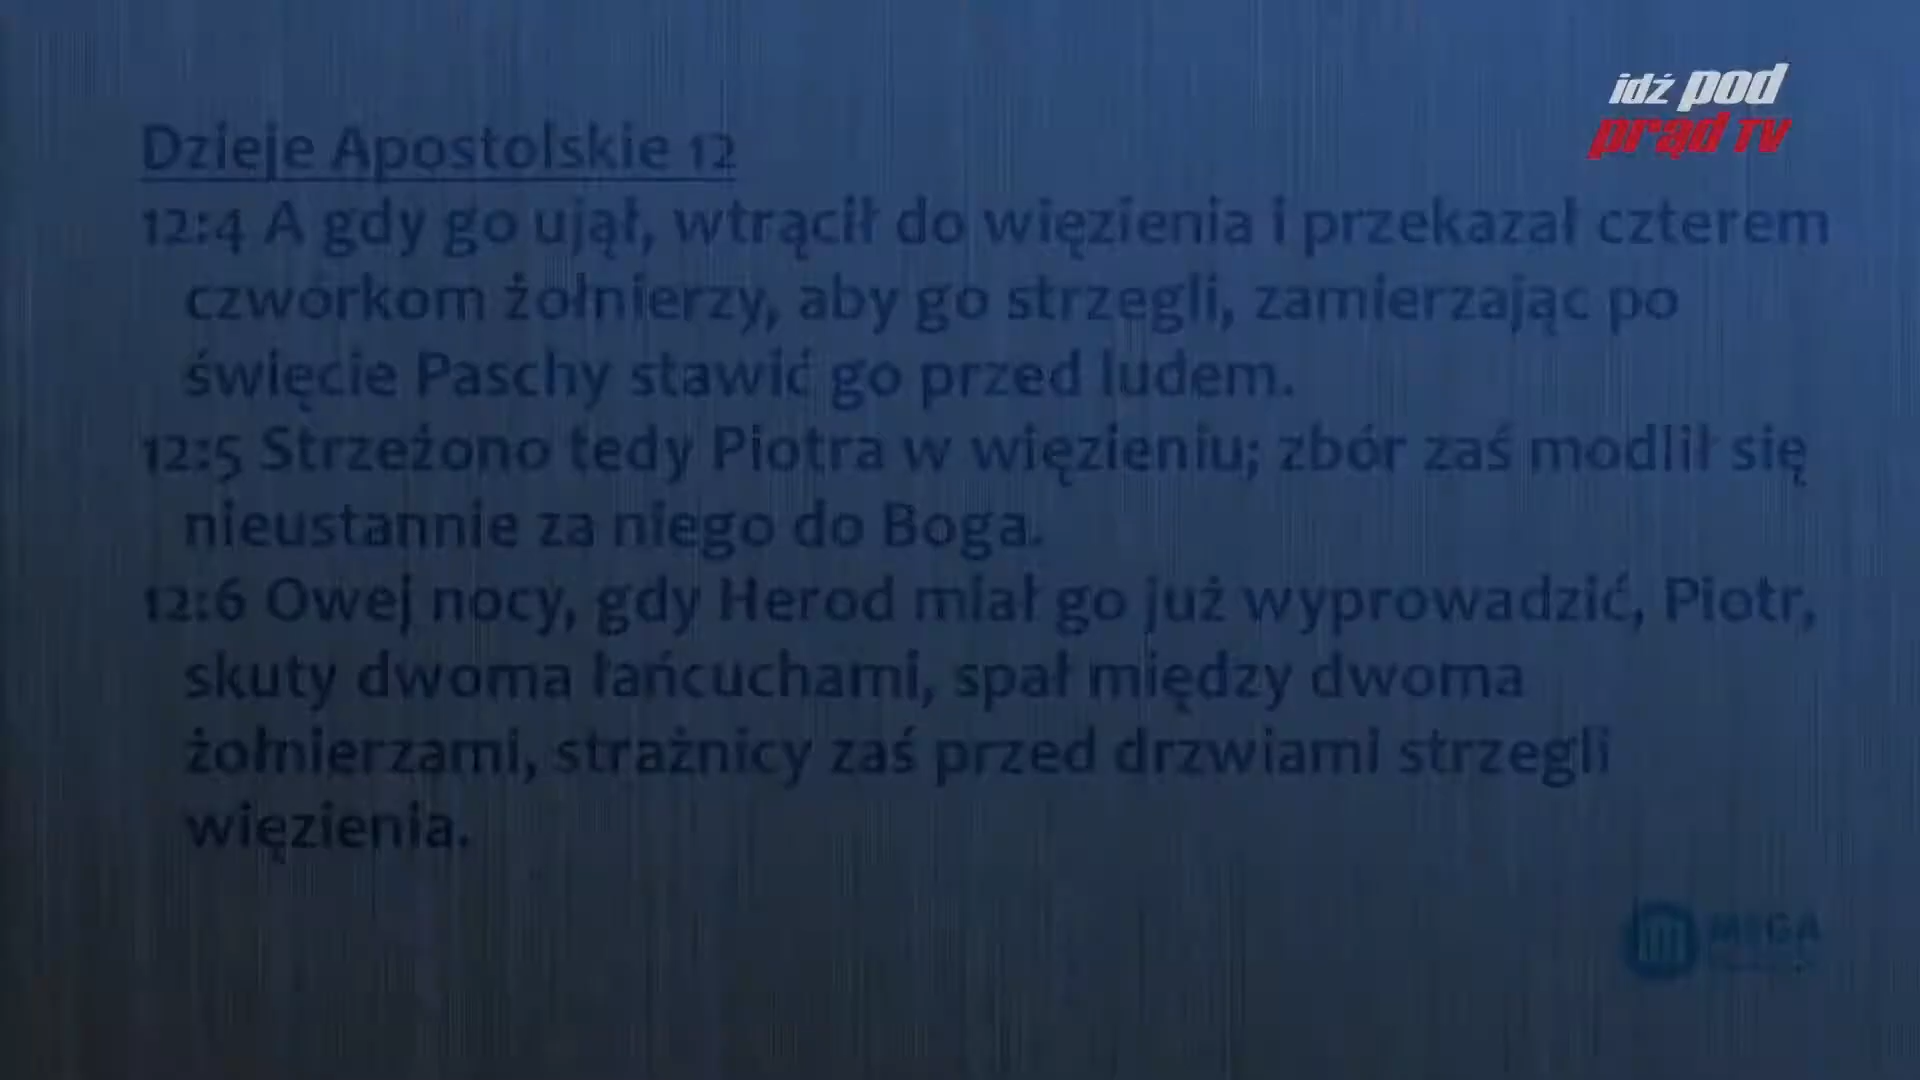 idź pod
prąd TV
Dzieje Apostolskie 12
12:4 A gdy go ujął, wtrącił do więzienia i przekazał czterem
czwórkom żołnierzy, aby go strzegli, zamierzając po
święcie Paschy stawić go przed ludem.
12:5 Strzeżono tedy Piotra w więzieniu; zbór zaś modlił się
nieustannie za niego do Boga.
12:6 Owej nocy, gdy Herod miał go już wyprowadzić, Piotr,
skuty dwoma łańcuchami, spał między dwoma
żołnierzami, strażnicy zaś przed drzwiami strzegli
więzienia.
MEGA